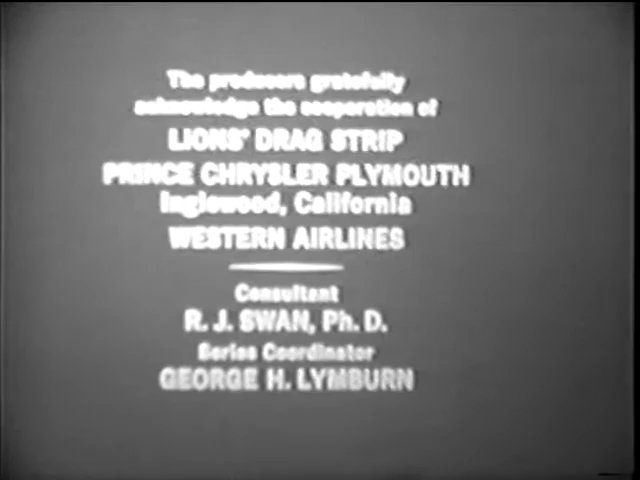 The producers gratefully
acknowledge the cooperation of
LIONS' DRAG STRIP
PRINCE CHRYSLER PLYMOUTH
Inglewood, California
WESTERN AIRLINES
Consultant
R. J. SWAN, Ph. D.
Series Coordinator
GEORGE H. LYMBURN